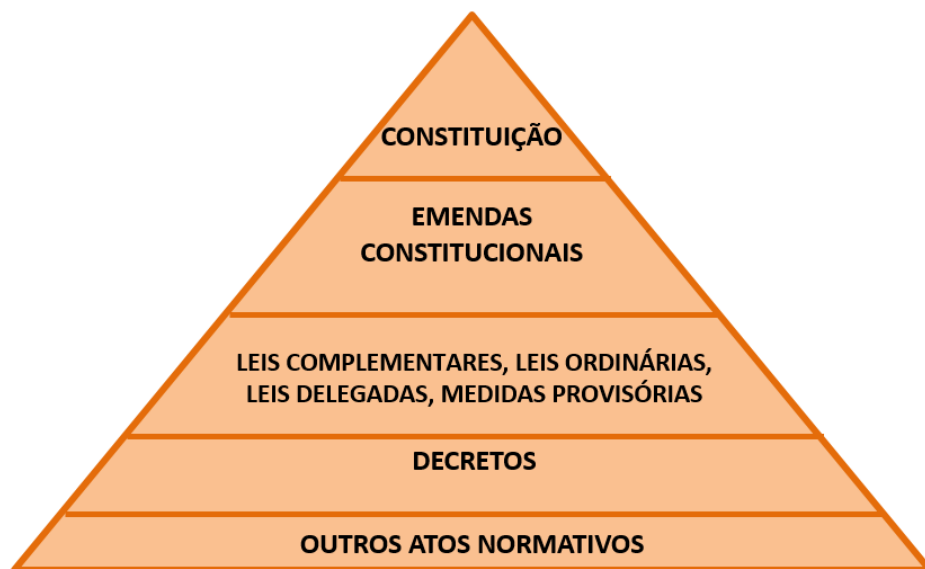 CONSTITUIÇÃO
EMENDAS
CONSTITUCIONAIS
LEIS COMPLEMENTARES, LEIS ORDINÁRIAS,
LEIS DELEGADAS, MEDIDAS PROVISÓRIAS
DECRETOS
OUTROS ATOS NORMATIVOS